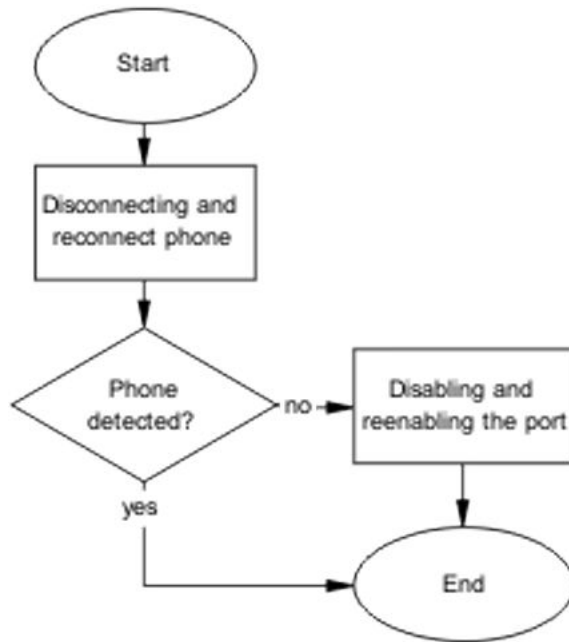 Start
Disconnecting and
reconnect phone
Phone
detected?
no
Disabling and
reenabling the port
yes
End